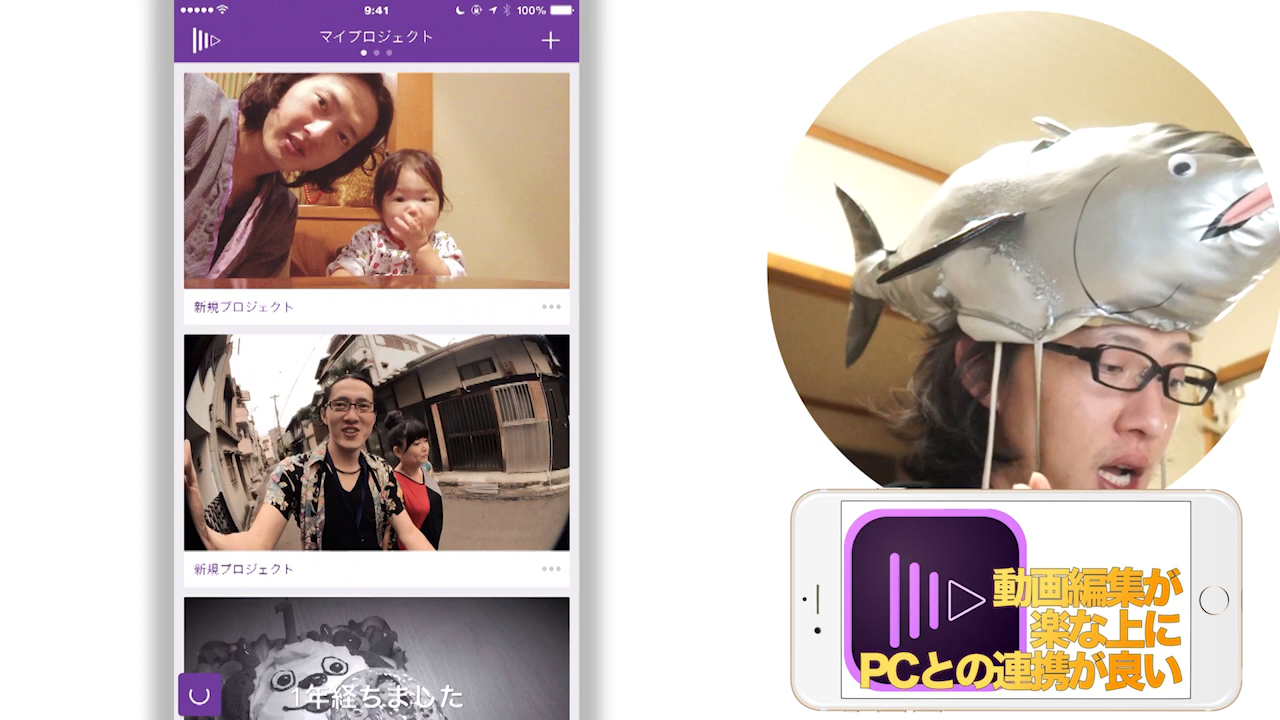 9:41
100%
マイプロジェクト
新規プロジェクト
新規プロジェクト
1年経ちました
動画編集が
楽な上に
PCとの連携が良い